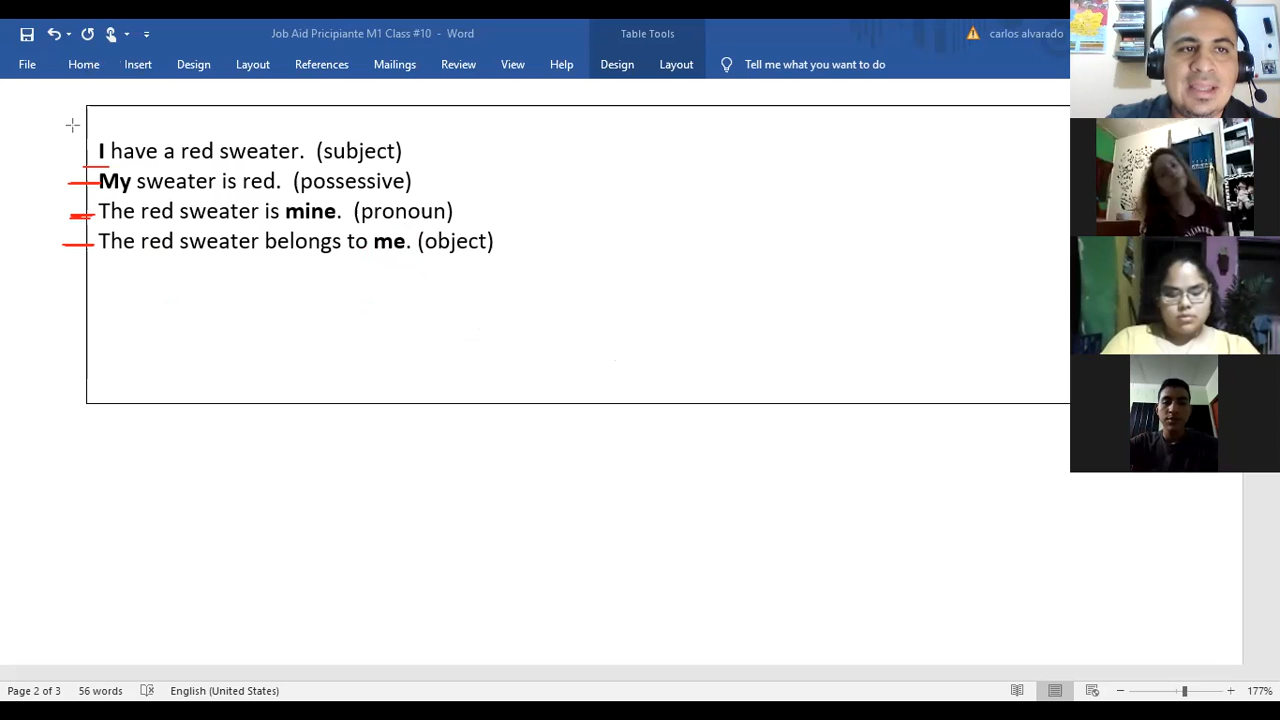 Job Aid Pricipiante M1 Class #10 - Word
Table Tools
carlos alvarado
File Home Insert Design Layout References Mailings Review View Help Design Layout Tell me what you want to do
I have a red sweater. (subject)
My sweater is red. (possessive)
The red sweater is mine. (pronoun)
The red sweater belongs to me. (object)
Page 2 of 3 56 words English (United States) 177%